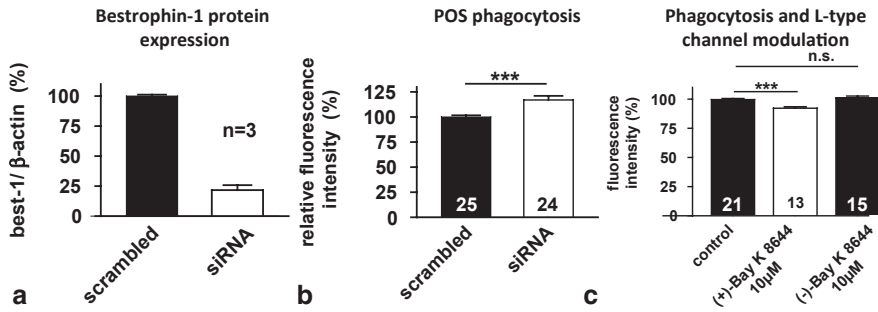 Bestrophin-1 protein
expression
best-1/ β-actin (%)
100
75
50
25
0
n=3
scrambled
siRNA
a
POS phagocytosis
relative fluorescence
intensity (%)
125
100
75
50
25
0
***
25
24
scrambled
siRNA
b
Phagocytosis and L-type
channel modulation
n.s.
***
fluorescence
intensity (%)
100
75
50
25
0
21
13
15
control
(+)-Bay K 8644
10µM
(-)-Bay K 8644
10µM
c